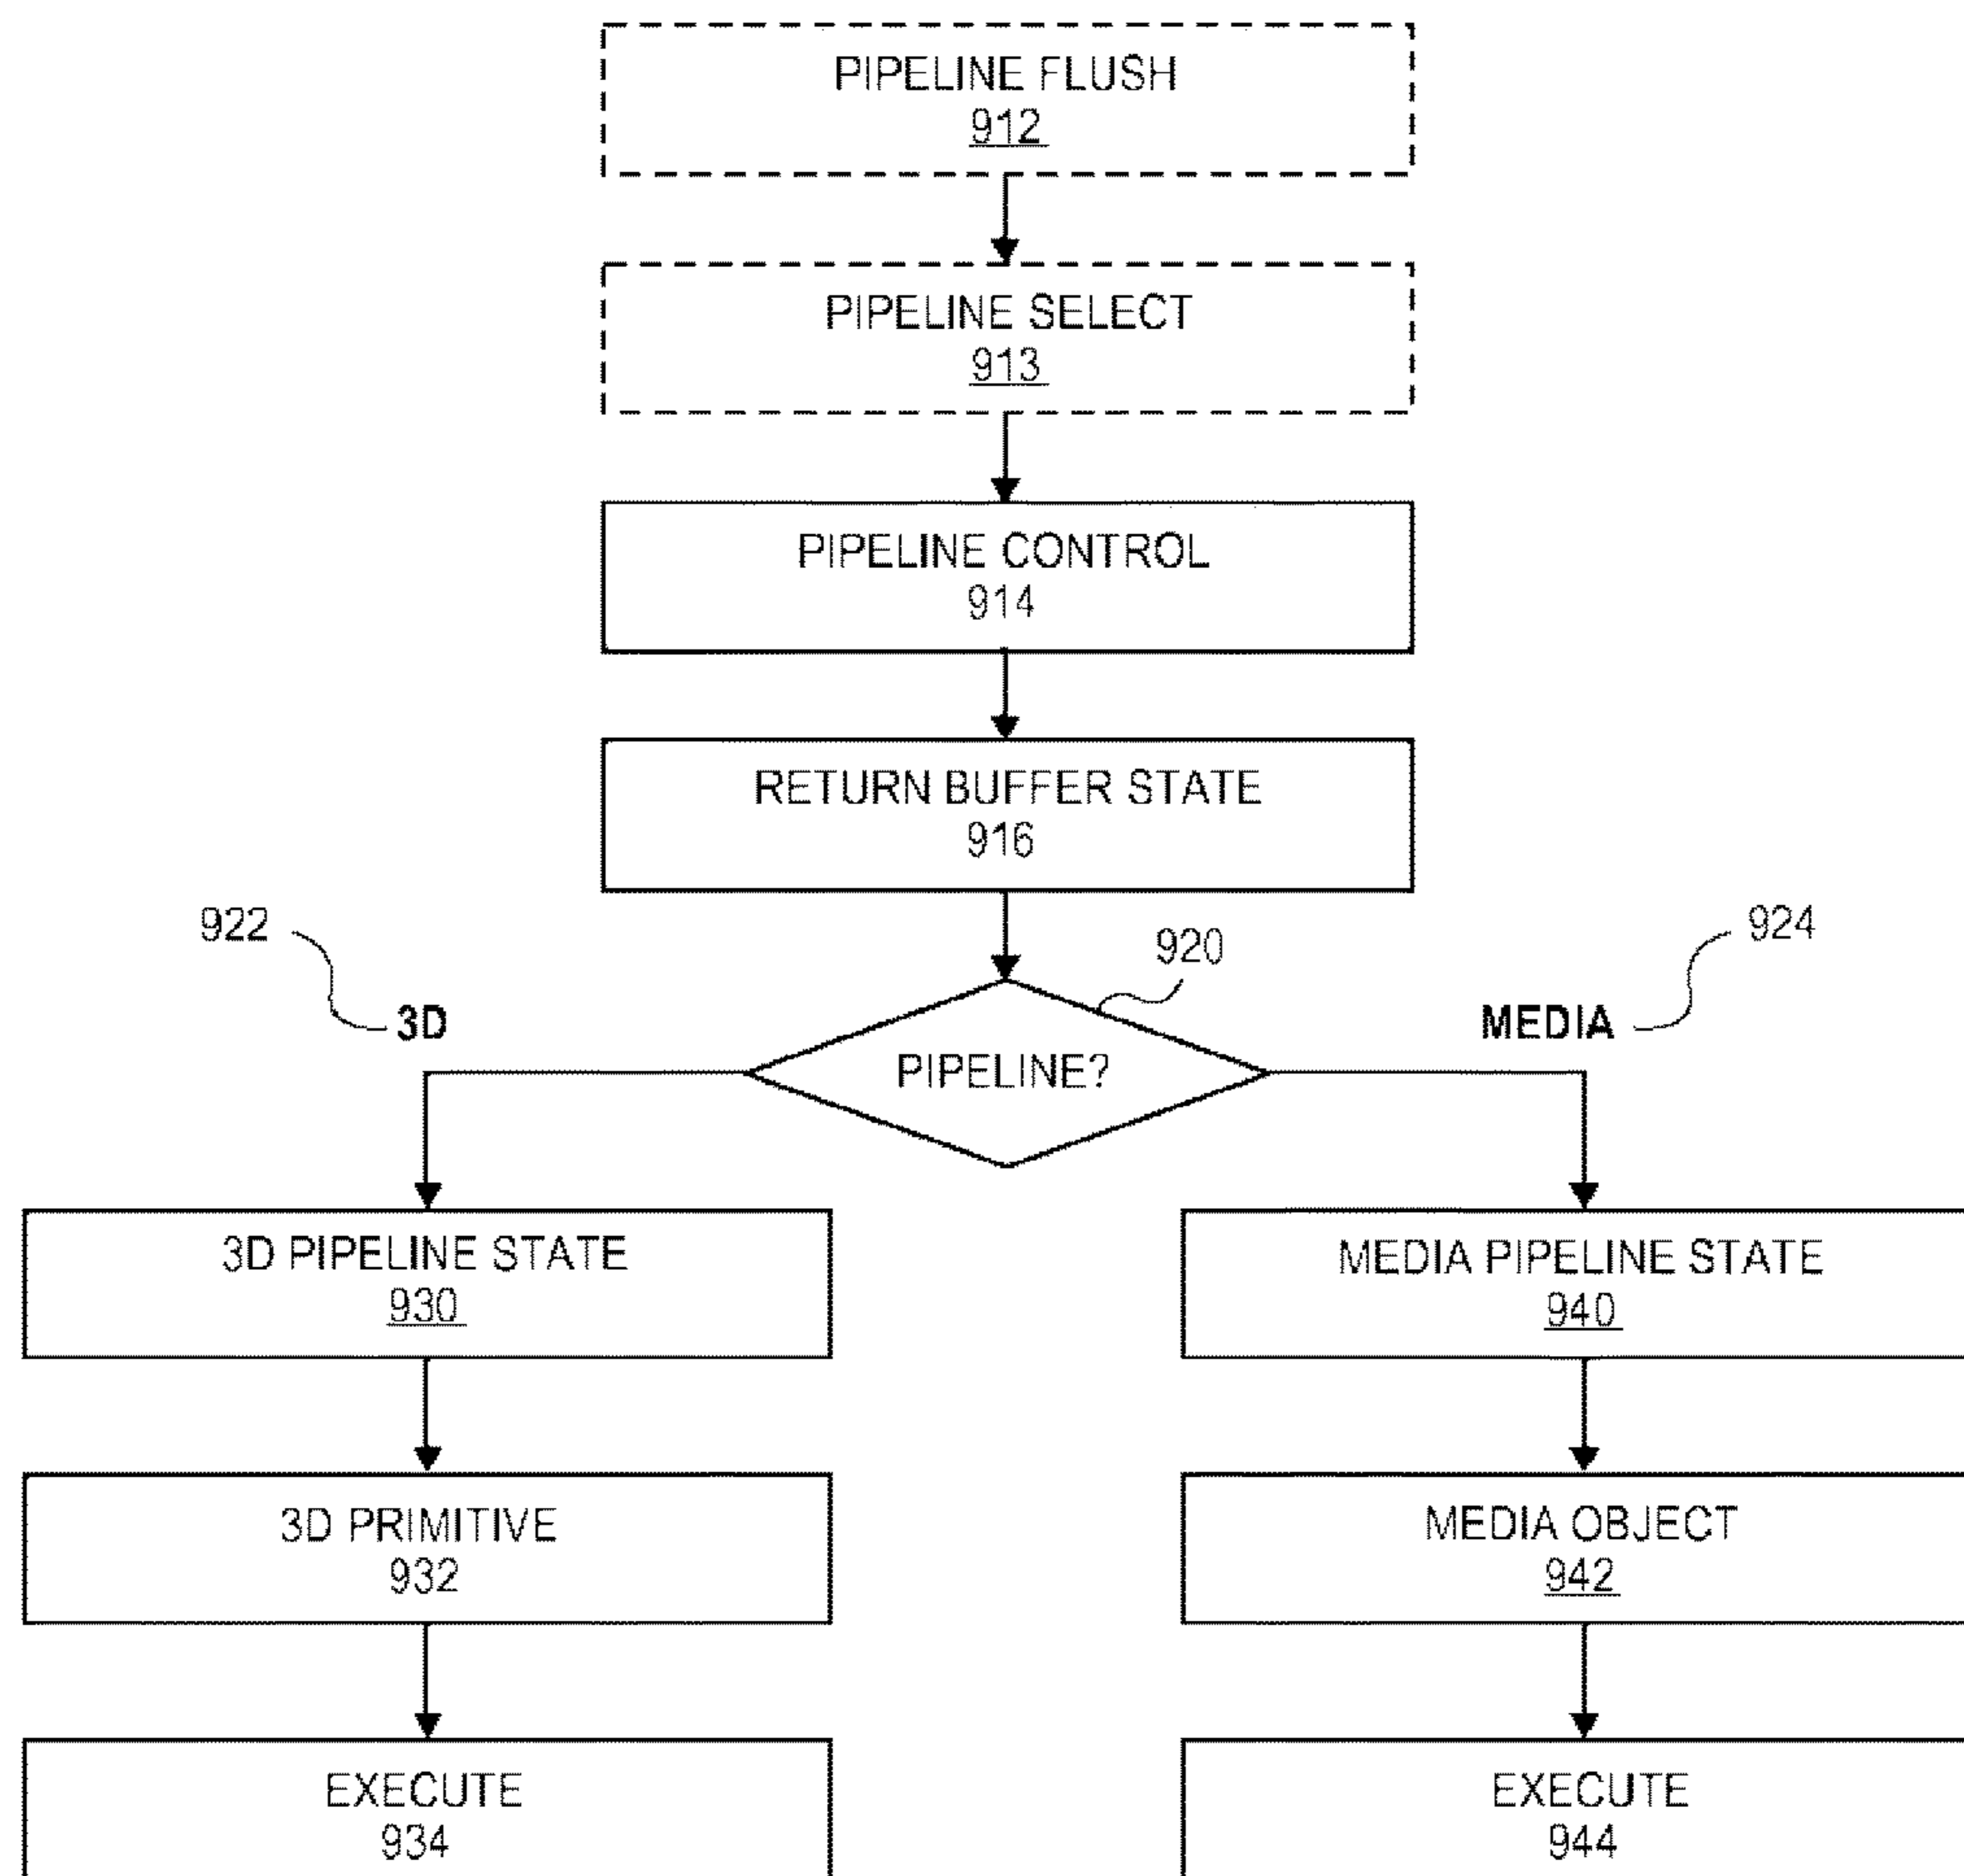 PIPELINE FLUSH
912
PIPELINE SELECT
913
PIPELINE CONTROL
914
RETURN BUFFER STATE
916
922
920
924
3D
MEDIA
PIPELINE?
3D PIPELINE STATE
930
MEDIA PIPELINE STATE
940
3D PRIMITIVE
932
MEDIA OBJECT
942
EXECUTE
934
EXECUTE
944